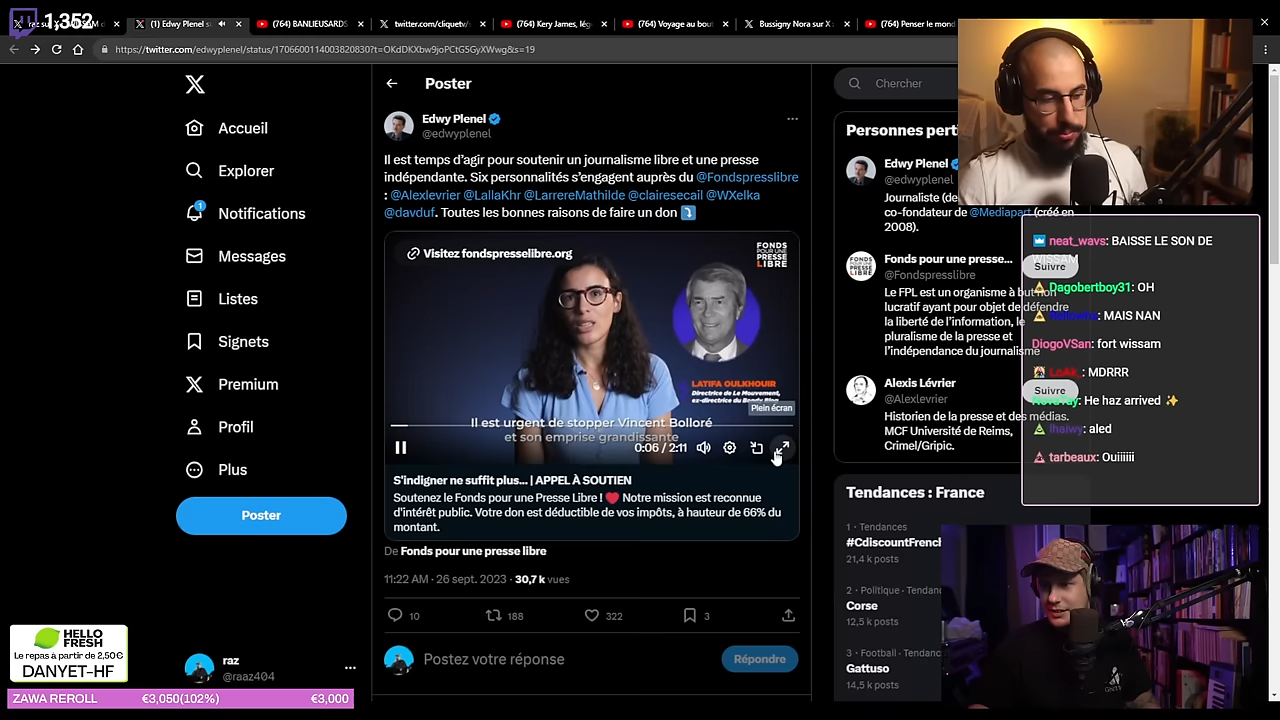 1,352
(1) Edwy Plenel s
(764) BANLIEUSARDS
twitter.com/cliquetv/s
(764) Kery James, lég
(764) Voyage au bou
Bussigny Nora sur X
(764) Penser le mond
https://twitter.com/edwyplenel/status/1706600114003820830?t=OKdDKXbw9joPCtG5GyXWwg&s=19
Accueil
Explorer
1
Notifications
Messages
Listes
Signets
Premium
Profil
Plus
Poster
raz
@raaz404
HELLO
FRESH
Le repas à partir de 2,50€
DANYET-HF
ZAWA REROLL €3,050(102%) €3,000
Poster
Edwy Plenel
@edwyplenel
Il est temps d’agir pour soutenir un journalisme libre et une presse
indépendante. Six personnalités s’engagent auprès du @Fondspresslibre
: @Alexlevrier @LallaKhr @LarrereMathilde @clairesecail @WXelka
@davduf. Toutes les bonnes raisons de faire un don
Visitez fondspresselibre.org
FONDS
POUR UNE
PRESSE
LIBRE
LATIFA OULKHOUIR
Directrice de Le Mouvement,
ex-directrice du Bondy Blog
Plein écran
Il est urgent de stopper Vincent Bolloré
et son emprise grandissante
0:06 / 2:11
S'indigner ne suffit plus... | APPEL À SOUTIEN
Soutenez le Fonds pour une Presse Libre ! ❤️ Notre mission est reconnue
d'intérêt public. Votre don est déductible de vos impôts, à hauteur de 66% du
montant.
De Fonds pour une presse libre
11:22 AM · 26 sept. 2023 · 30,7 k vues
10 188 322 3
Postez votre réponse
Répondre
Chercher
Personnes perti
Edwy Plenel
@edwyplenel
Journaliste (de
co-fondateur de @Mediapart (créé en
2008).
Fonds pour une presse...
@Fondspresslibre
Suivre
Le FPL est un organisme à but non
lucratif ayant pour objet de défendre
la liberté de l’information, le
pluralisme de la presse et
l’indépendance du journalisme
Alexis Lévrier
@Alexlevrier
Suivre
Historien de la presse et des médias.
MCF Université de Reims,
Crimel/Gripic.
Tendances : France
1 · Tendances
#CdiscountFrench
21,4 k posts
2 · Politique · Tendanc
Corse
12,5 k posts
3 · Football · Tendanc
Gattuso
14,5 k posts
neat_wavs: BAISSE LE SON DE
WISSAM
Dagobertboy31: OH
: MAIS NAN
DiogoVSan: fort wissam
: MDRRR
: He haz arrived ✨
lhaiwy: aled
tarbeaux: Ouiiiiii